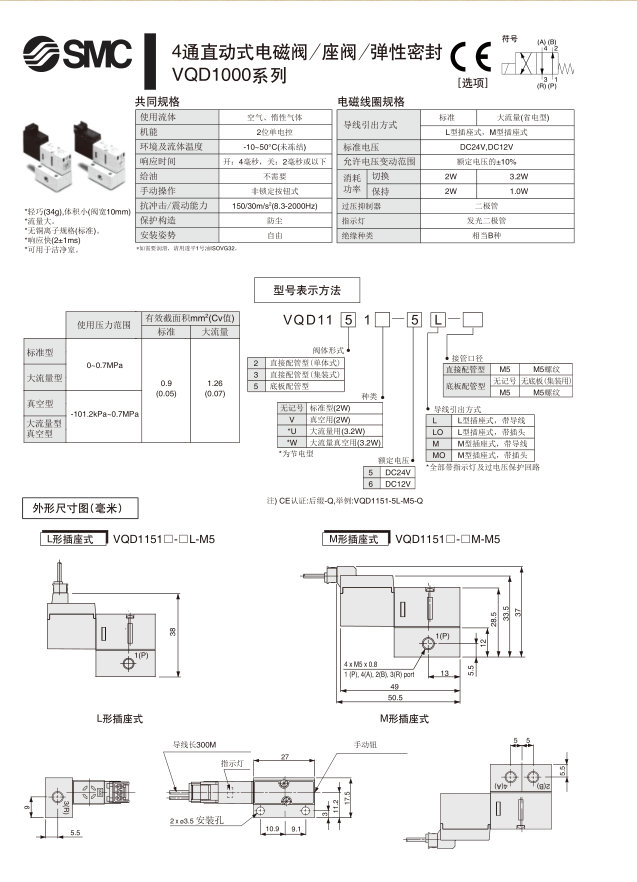 SMC
4通直动式电磁阀/座阀/弹性密封
VQD1000系列
CE
[选项]
符号
(A) (B)
4 2
3 1
(R) (P)
共同规格
使用流体 空气、惰性气体
机能 2位单电控
环境及流体温度 -10~50°C(未冻结)
响应时间 开：4毫秒，关：2毫秒或以下
给油 不需要
手动操作 非锁定按钮式
抗冲击/震动能力 150/30m/s²(8.3-2000Hz)
保护构造 防尘
安装姿势 自由
*如需要润滑，请用透平1号油ISOVG32.
电磁线圈规格
导线引出方式 标准 大流量(省电型)
L型插座式，M型插座式
标准电压 DC24V,DC12V
允许电压变动范围 额定电压的±10%
消耗功率 切换 2W 3.2W
保持 2W 1.0W
过压抑制器 二极管
指示灯 发光二极管
绝缘种类 相当B种
*轻巧(34g),体积小(阀宽10mm)
*流量大。
*无铜离子规格(标准)。
*响应快(2±1ms)
*可用于洁净室。
型号表示方法
使用压力范围 有效截面积mm²(Cv值)
标准 大流量
标准型
大流量型
0~0.7MPa
真空型
大流量型
真空型
-101.2kPa~0.7MPa
0.9
(0.05)
1.26
(0.07)
VQD11 5 1 □ — 5 L — □
阀体形式
2 直接配管型(单体式)
3 直接配管型(集装式)
5 底板配管型
种类
无记号 标准型(2W)
V 真空用(2W)
*U 大流量用(3.2W)
*W 大流量真空用(3.2W)
*为节电型
额定电压
5 DC24V
6 DC12V
接管口径
直接配管型 M5 M5螺纹
底板配管型 无记号 无底板(集装用)
M5 M5螺纹
导线引出方式
L L型插座式，带导线
LO L型插座式，带插头
M M型插座式，带导线
MO M型插座式，带插头
*全部带指示灯及过电压保护回路
注) CE认证:后缀-Q,举例:VQD1151-5L-M5-Q
外形尺寸图(毫米)
L形插座式 VQD1151□-□L-M5
M形插座式 VQD1151□-□M-M5
38
1(P)
1(P)
4 x M5 x 0.8
1 (P), 4(A), 2(B), 3(R) port
13
49
50.5
5.5
12
28.5
33.5
37
L形插座式
M形插座式
导线长300M
指示灯
27
手动钮
3(R)
9
5.5
2 x ø3.5 安装孔
10.9 9.1
3
11.2
17.5
5 5
5.5
4(A)
2(B)